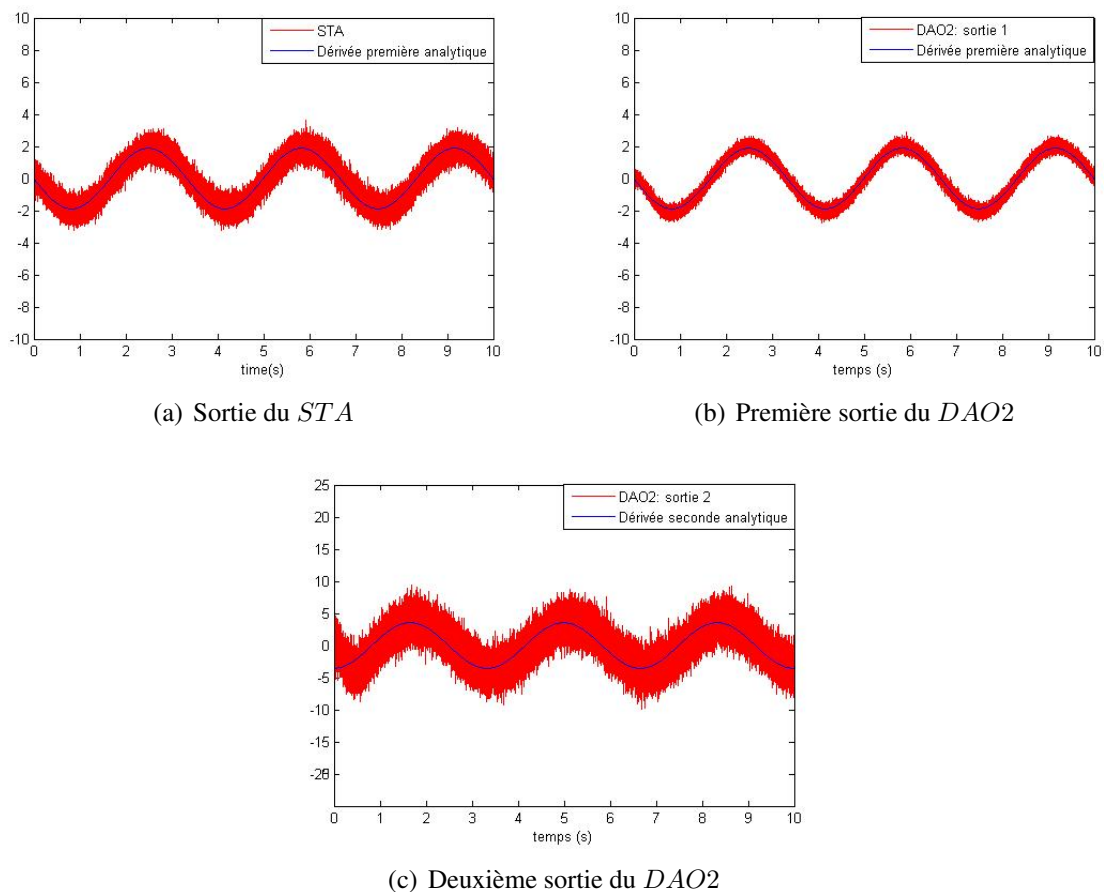 10
8
6
4
2
0
-2
-4
-6
-8
-10
STA
Dérivée première analytique
0 1 2 3 4 5 6 7 8 9 10
time(s)
(a) Sortie du STA
10
8
6
4
2
0
-2
-4
-6
-8
-10
DAO2: sortie 1
Dérivée première analytique
0 1 2 3 4 5 6 7 8 9 10
temps (s)
(b) Première sortie du DAO2
25
20
15
10
5
0
-5
-10
-15
DAO2: sortie 2
Dérivée seconde analytique
0 1 2 3 4 5 6 7 8 9 10
temps (s)
(c) Deuxième sortie du DAO2